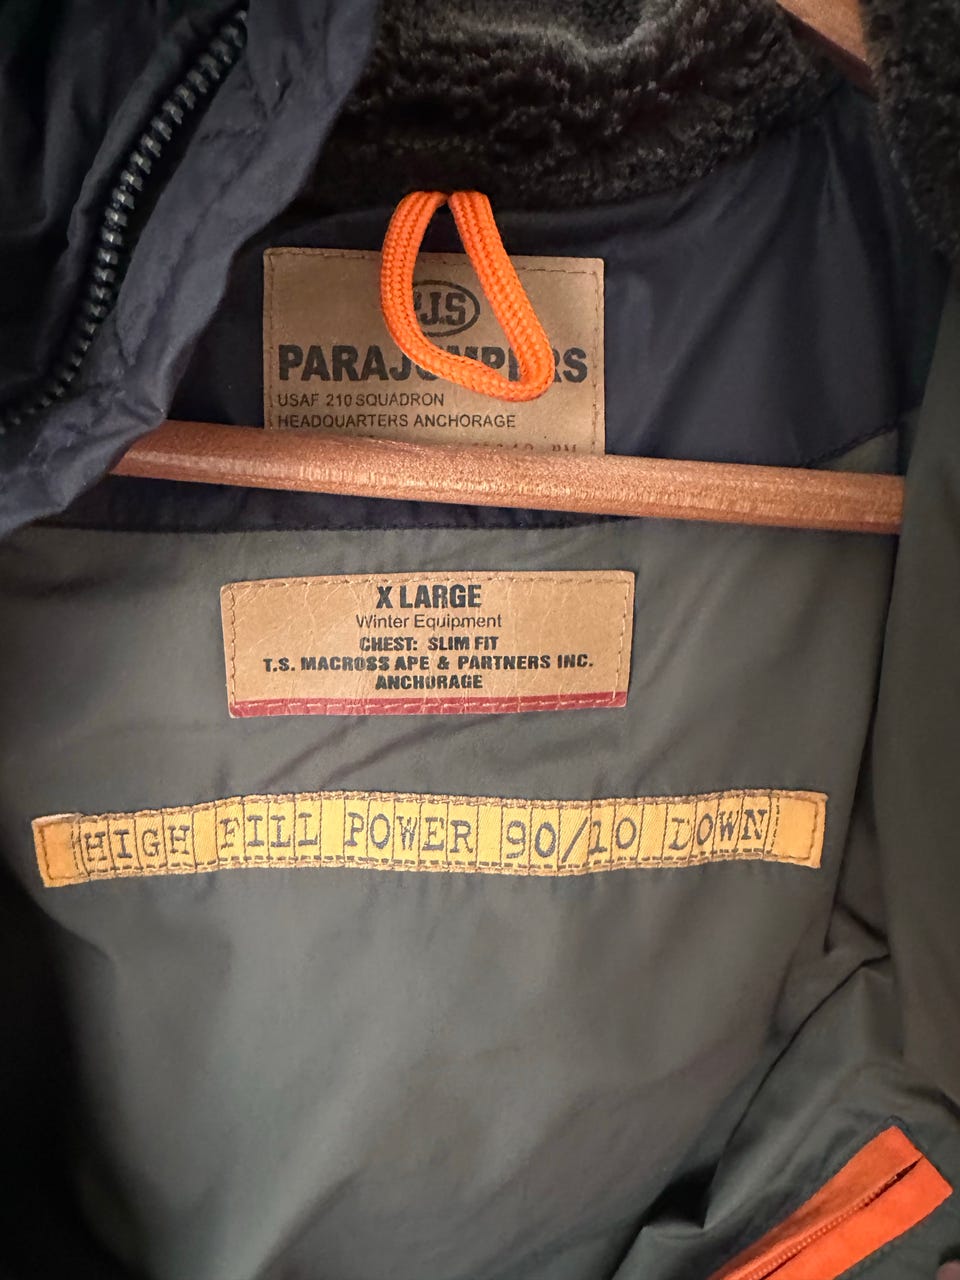 PJS
PARAJUMPERS
USAF 210 SQUADRON
HEADQUARTERS ANCHORAGE
X LARGE
Winter Equipment
CHEST: SLIM FIT
T.S. MACROSS APE & PARTNERS INC.
ANCHORAGE
HIGH FILL POWER 90/10 DOWN